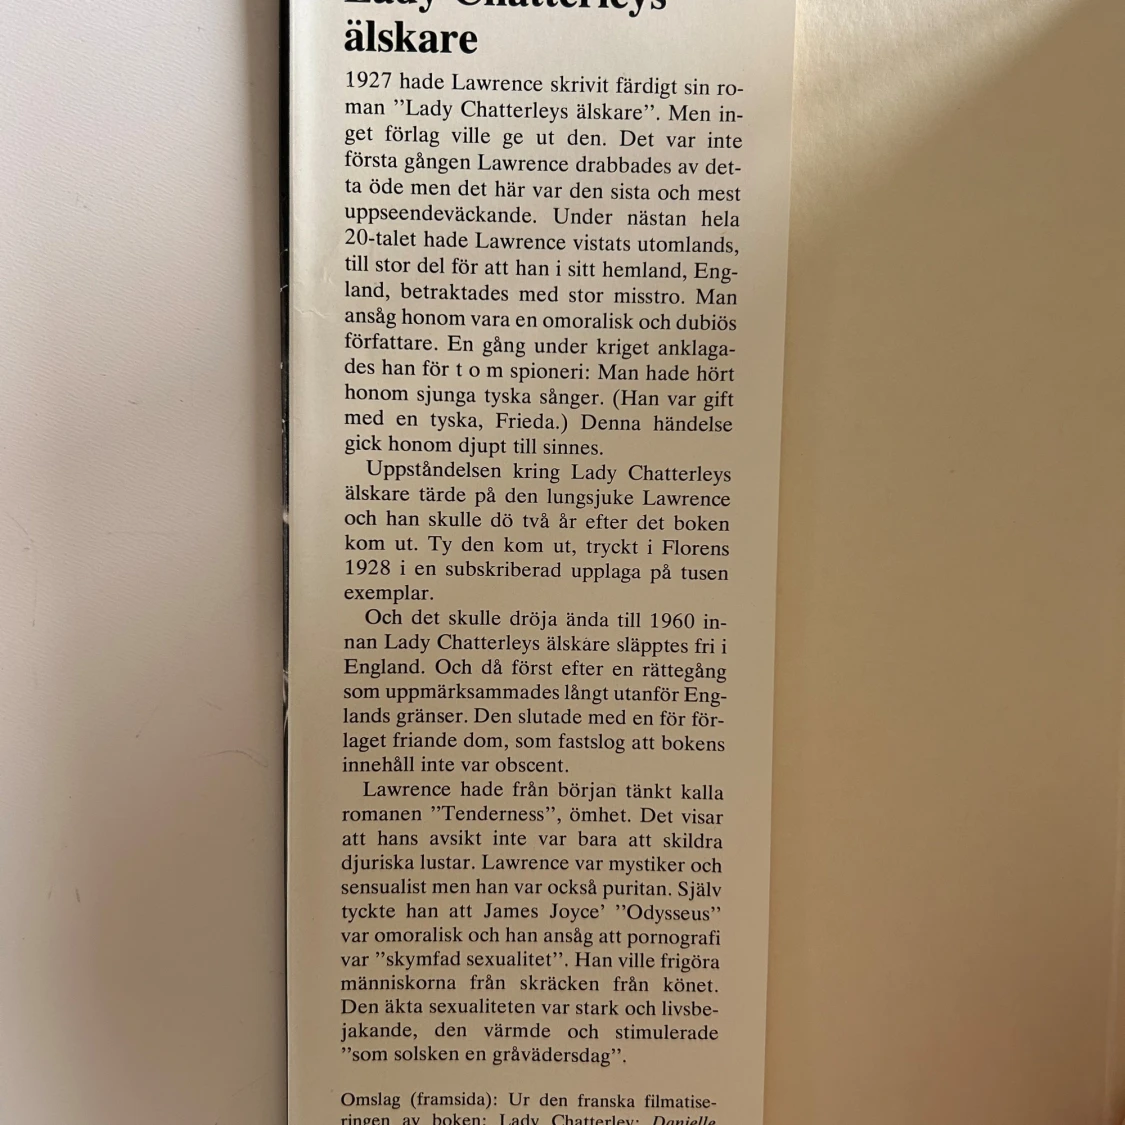 Lady Chatterleys
älskare
1927 hade Lawrence skrivit färdigt sin ro-
man ”Lady Chatterleys älskare”. Men in-
get förlag ville ge ut den. Det var inte
första gången Lawrence drabbades av det-
ta öde men det här var den sista och mest
uppseendeväckande. Under nästan hela
20-talet hade Lawrence vistats utomlands,
till stor del för att han i sitt hemland, Eng-
land, betraktades med stor misstro. Man
ansåg honom vara en omoralisk och dubiös
författare. En gång under kriget anklaga-
des han för t o m spioneri: Man hade hört
honom sjunga tyska sånger. (Han var gift
med en tyska, Frieda.) Denna händelse
gick honom djupt till sinnes.
Uppståndelsen kring Lady Chatterleys
älskare tärde på den lungsjuke Lawrence
och han skulle dö två år efter det boken
kom ut. Ty den kom ut, tryckt i Florens
1928 i en subskriberad upplaga på tusen
exemplar.
Och det skulle dröja ända till 1960 in-
nan Lady Chatterleys älskare släpptes fri i
England. Och då först efter en rättegång
som uppmärksammades långt utanför Eng-
lands gränser. Den slutade med en för för-
laget friande dom, som fastslog att bokens
innehåll inte var obscent.
Lawrence hade från början tänkt kalla
romanen ”Tenderness”, ömhet. Det visar
att hans avsikt inte var bara att skildra
djuriska lustar. Lawrence var mystiker och
sensualist men han var också puritan. Själv
tyckte han att James Joyce’ ”Odysseus”
var omoralisk och han ansåg att pornografi
var ”skymfad sexualitet”. Han ville frigöra
människorna från skräcken från könet.
Den äkta sexualiteten var stark och livsbe-
jakande, den värmde och stimulerade
”som solsken en gråvädersdag”.
Omslag (framsida): Ur den franska filmatise-
ringen av boken: Lady Chatterley: Danielle